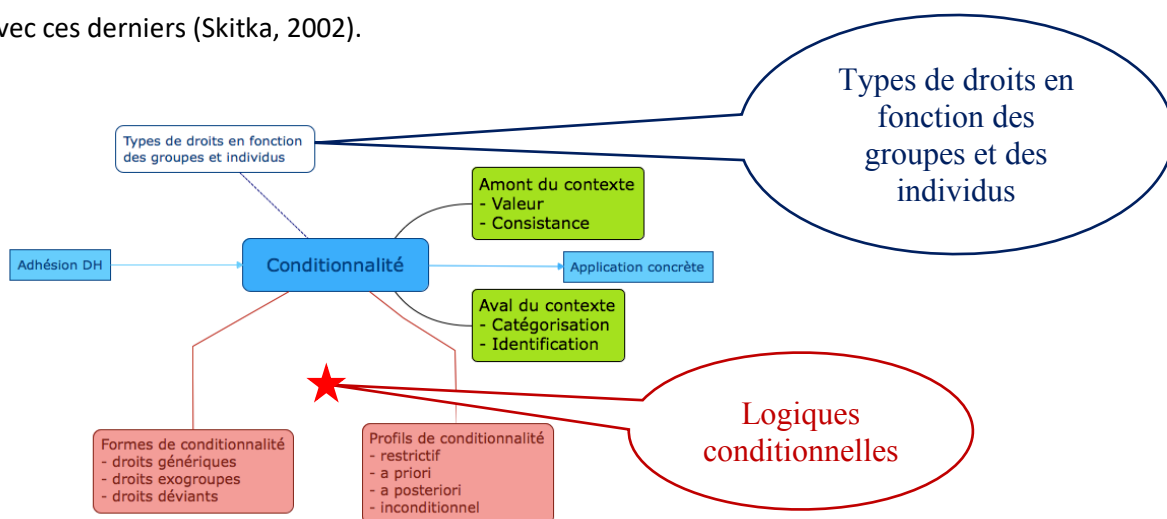 vec ces derniers (Skitka, 2002).
Types de droits en
fonction des
groupes et des
individus
Types de droits en fonction
des groupes et individus
Amont du contexte
- Valeur
- Consistance
Adhésion DH
Conditionnalité
Application concrète
Aval du contexte
- Catégorisation
- Identification
Logiques
conditionnelles
Formes de conditionnalité
- droits génériques
- droits exogroupes
- droits déviants
Profils de conditionnalité
- restrictif
- a priori
- a posteriori
- inconditionnel